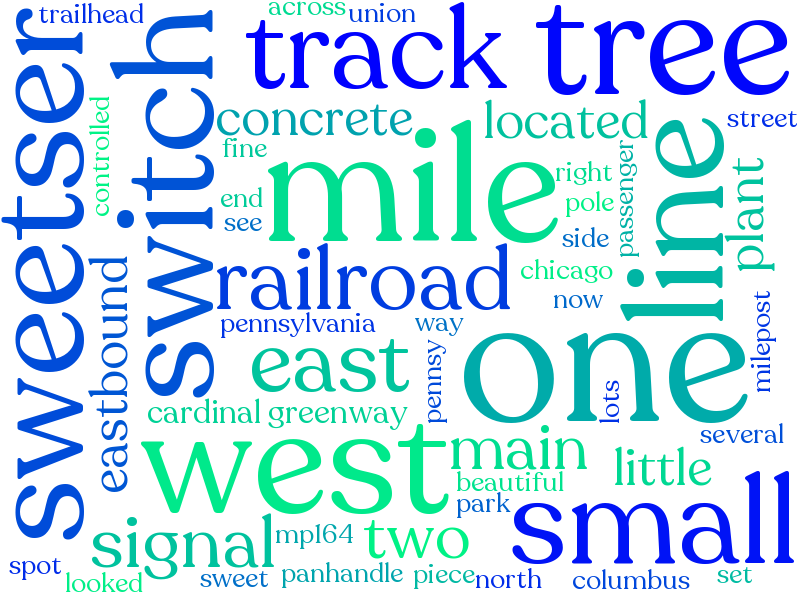 trailhead
across
union
track
tree
sweetser
switch
controlled
concrete
located
street
fine
mile
right
passenger
line
plant
end
pole
see
side
railroad
chicago
now
eastbound
pennsylvania
way
milepost
east
pennsy
one
lots
cardinal greenway
several
west
main
little
beautiful
park
small
signal
mp164
two
spot
looked
sweet
panhandle
piece
north
columbus
set